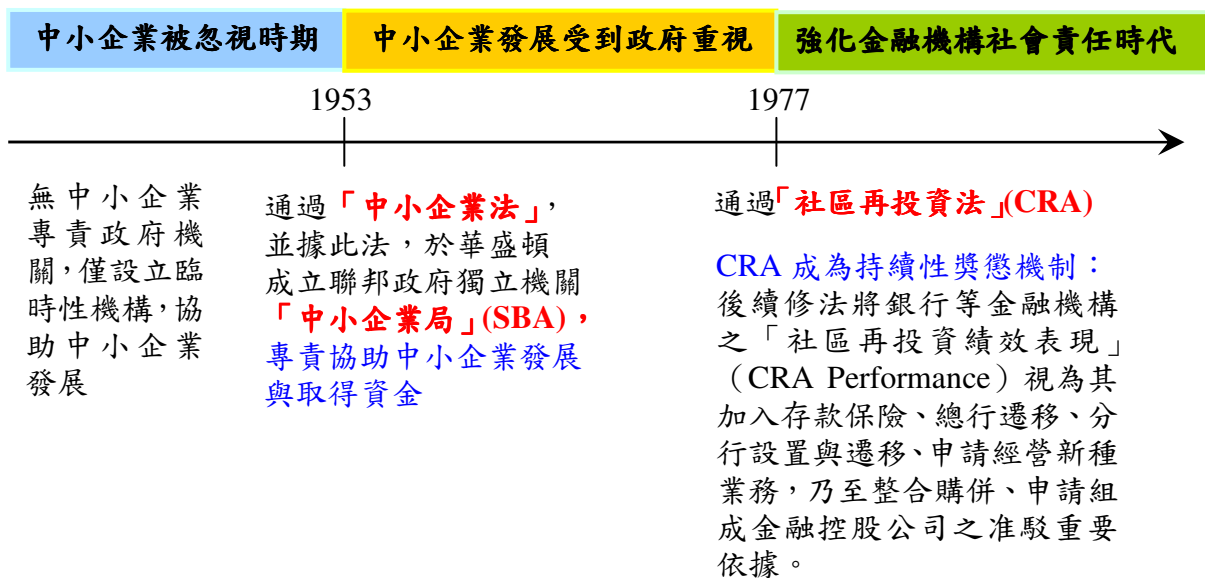 中小企業被忽視時期
中小企業發展受到政府重視
強化金融機構社會責任時代
1953
1977
無中小企業
專責政府機
關，僅設立臨
時性機構，協
助中小企業
發展
通過「中小企業法」，
並據此法，於華盛頓
成立聯邦政府獨立機關
「中小企業局」(SBA)，
專責協助中小企業發展
與取得資金
通過「社區再投資法」(CRA)
CRA 成為持續性獎懲機制：
後續修法將銀行等金融機構
之「社區再投資績效表現」
（CRA Performance）視為其
加入存款保險、總行遷移、分
行設置與遷移、申請經營新種
業務，乃至整合購併、申請組
成金融控股公司之准駁重要
依據。